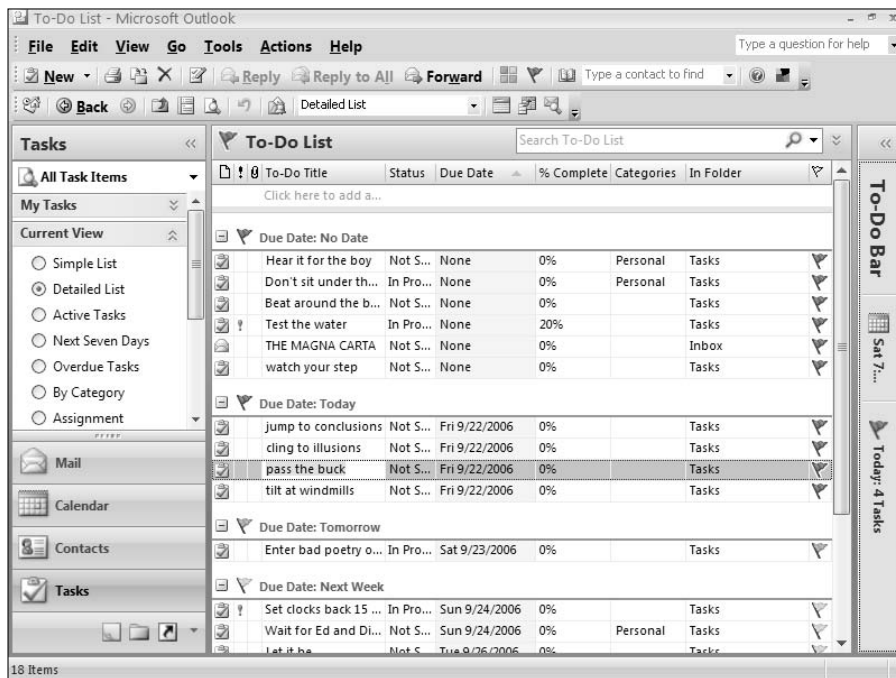 To-Do List - Microsoft Outlook
File Edit View Go Tools Actions Help
Type a question for help
New Reply Reply to All Forward Type a contact to find
Back Detailed List
Tasks
All Task Items
My Tasks
Current View
Simple List
Detailed List
Active Tasks
Next Seven Days
Overdue Tasks
By Category
Assignment
Mail
Calendar
Contacts
Tasks
To-Do List Search To-Do List
To-Do Title Status Due Date % Complete Categories In Folder
Click here to add a...
Due Date: No Date
Hear it for the boy Not S... None 0% Personal Tasks
Don't sit under th... In Pro... None 0% Personal Tasks
Beat around the b... Not S... None 0% Tasks
Test the water In Pro... None 20% Tasks
THE MAGNA CARTA Not S... None 0% Inbox
watch your step Not S... None 0% Tasks
Due Date: Today
jump to conclusions Not S... Fri 9/22/2006 0% Tasks
cling to illusions Not S... Fri 9/22/2006 0% Tasks
pass the buck Not S... Fri 9/22/2006 0% Tasks
tilt at windmills Not S... Fri 9/22/2006 0% Tasks
Due Date: Tomorrow
Enter bad poetry o... In Pro... Sat 9/23/2006 0% Tasks
Due Date: Next Week
Set clocks back 15 ... In Pro... Sun 9/24/2006 0% Tasks
Wait for Ed and Di... Not S... Sun 9/24/2006 0% Personal Tasks
Let it be Not S... Tue 9/26/2006 0% Tasks
To-Do Bar
Sat 7:...
Today: 4 Tasks
18 Items